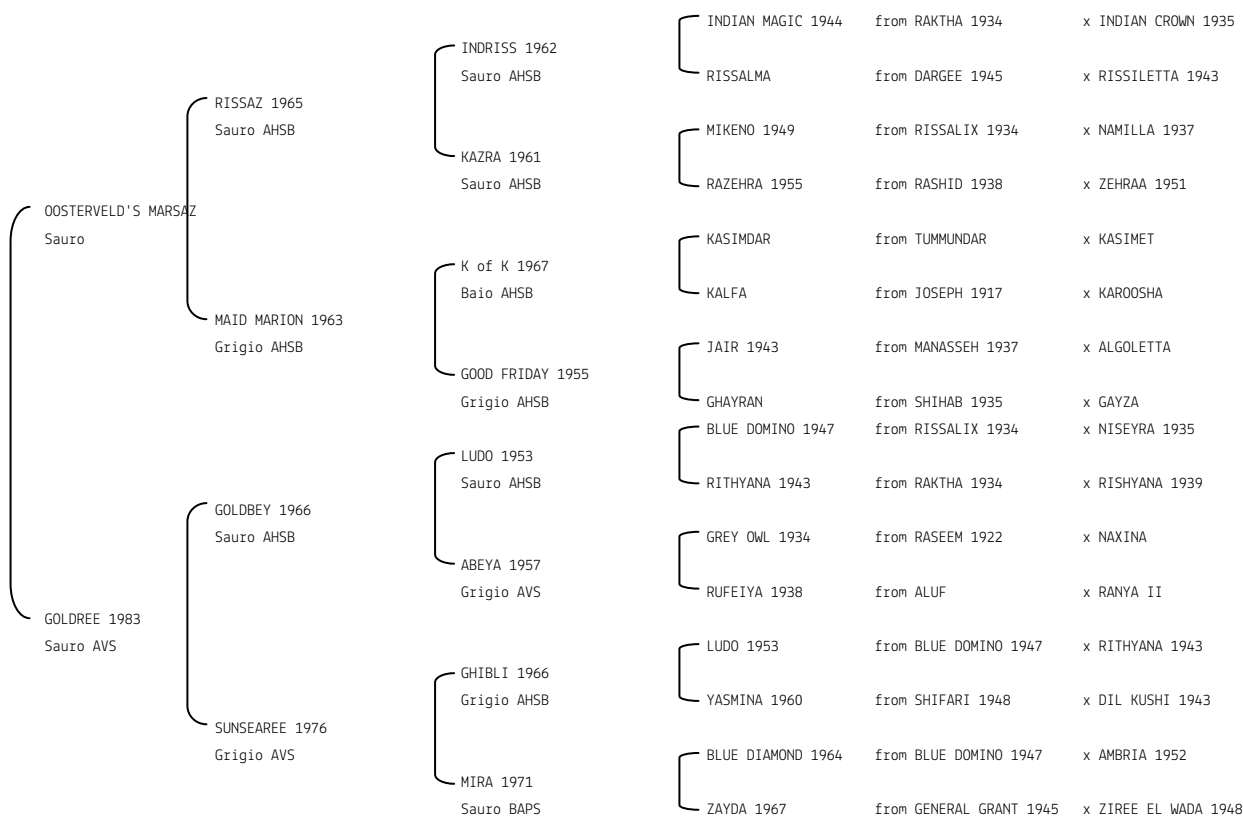 INDIAN MAGIC 1944 from RAKTHA 1934 x INDIAN CROWN 1935
INDRISS 1962
Sauro AHSB RISSALMA from DARGEE 1945 x RISSILETTA 1943
RISSAZ 1965
Sauro AHSB MIKENO 1949 from RISSALIX 1934 x NAMILLA 1937
KAZRA 1961
Sauro AHSB RAZEHRA 1955 from RASHID 1938 x ZEHRAA 1951
OOSTERVELD'S MARSAZ
Sauro KASIMDAR from TUMMUNDAR x KASIMET
K of K 1967
Baio AHSB KALFA from JOSEPH 1917 x KAROOSHA
MAID MARION 1963
Grigio AHSB JAIR 1943 from MANASSEH 1937 x ALGOLETTA
GOOD FRIDAY 1955
Grigio AHSB GHAYRAN from SHIHAB 1935 x GAYZA
BLUE DOMINO 1947 from RISSALIX 1934 x NISEYRA 1935
LUDO 1953
Sauro AHSB RITHYANA 1943 from RAKTHA 1934 x RISHYANA 1939
GOLDBEY 1966
Sauro AHSB GREY OWL 1934 from RASEEM 1922 x NAXINA
ABEYA 1957
Grigio AVS RUFEIYA 1938 from ALUF x RANYA II
GOLDREE 1983
Sauro AVS LUDO 1953 from BLUE DOMINO 1947 x RITHYANA 1943
GHIBLI 1966
Grigio AHSB YASMINA 1960 from SHIFARI 1948 x DIL KUSHI 1943
SUNSEAREE 1976
Grigio AVS BLUE DIAMOND 1964 from BLUE DOMINO 1947 x AMBRIA 1952
MIRA 1971
Sauro BAPS ZAYDA 1967 from GENERAL GRANT 1945 x ZIREE EL WADA 1948